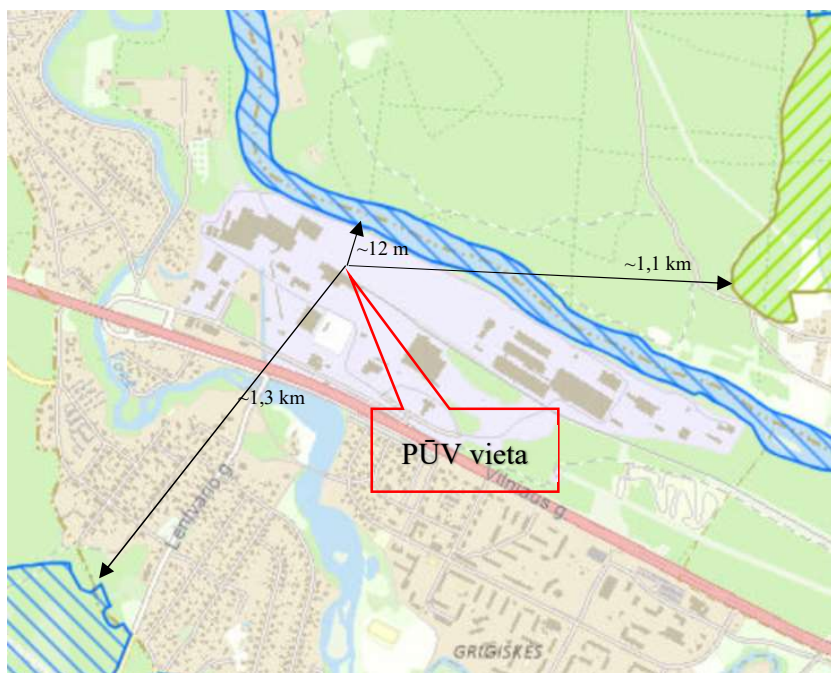 ~12 m
~1,1 km
~1,3 km
PŪV vieta
Vilniaus g.
Lentvario g.
GRIGIŠKĖS